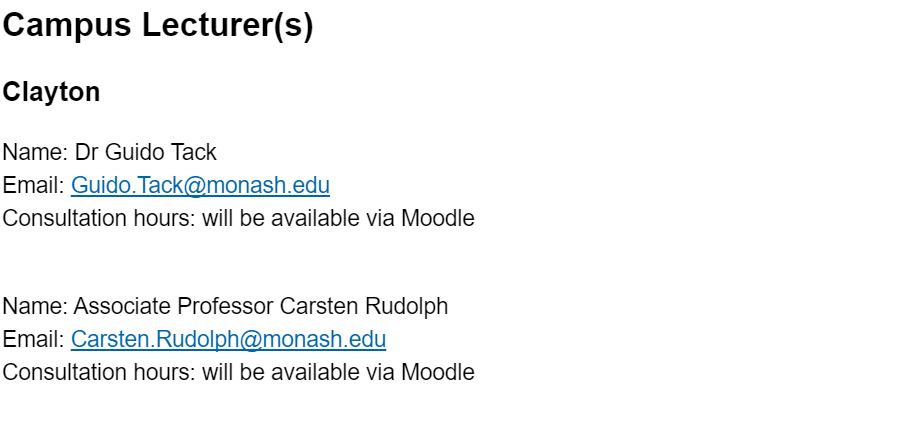 Campus Lecturer(s)
Clayton
Name: Dr Guido Tack
Email: Guido.Tack@monash.edu
Consultation hours: will be available via Moodle
Name: Associate Professor Carsten Rudolph
Email: Carsten.Rudolph@monash.edu
Consultation hours: will be available via Moodle